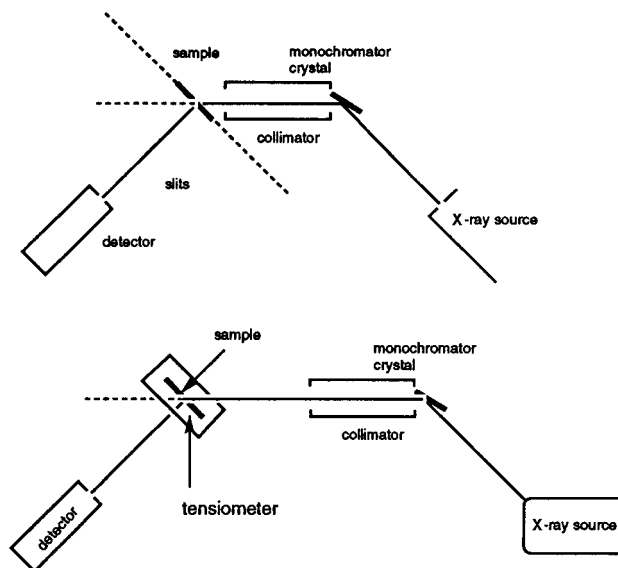 sample
monochromator
crystal
collimator
slits
X-ray source
detector
sample
monochromator
crystal
collimator
tensiometer
detector
X-ray source